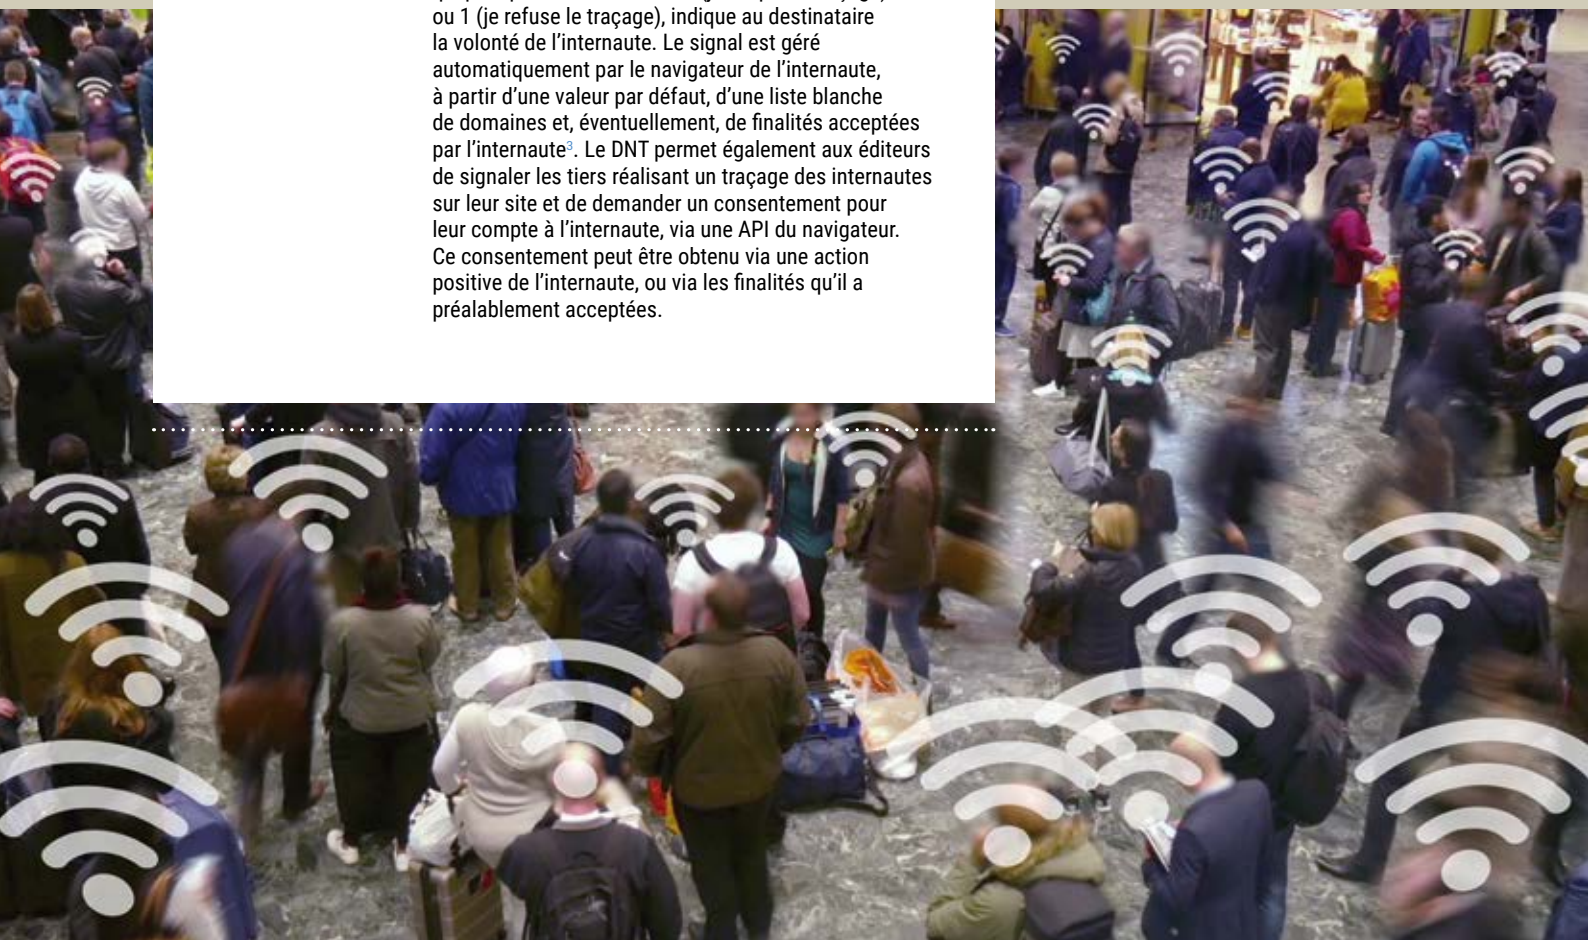 ou 1 (je refuse le traçage), indique au destinataire
la volonté de l’internaute. Le signal est géré
automatiquement par le navigateur de l’internaute,
à partir d’une valeur par défaut, d’une liste blanche
de domaines et, éventuellement, de finalités acceptées
par l’internaute³. Le DNT permet également aux éditeurs
de signaler les tiers réalisant un traçage des internautes
sur leur site et de demander un consentement pour
leur compte à l’internaute, via une API du navigateur.
Ce consentement peut être obtenu via une action
positive de l’internaute, ou via les finalités qu’il a
préalablement acceptées.